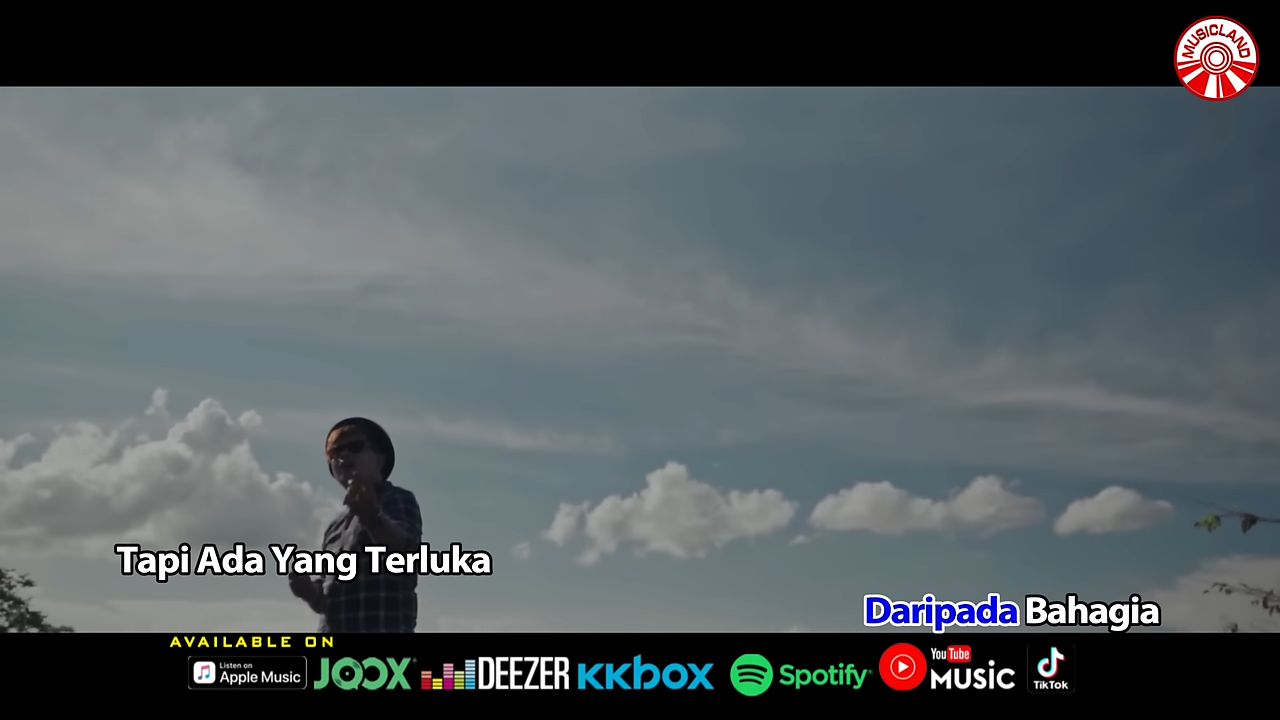 MUSICLAND
Tapi Ada Yang Terluka
Daripada Bahagia
AVAILABLE ON
Listen on
Apple Music
JOOX
DEEZER
KKBOX
Spotify
YouTube
MUSIC
TikTok